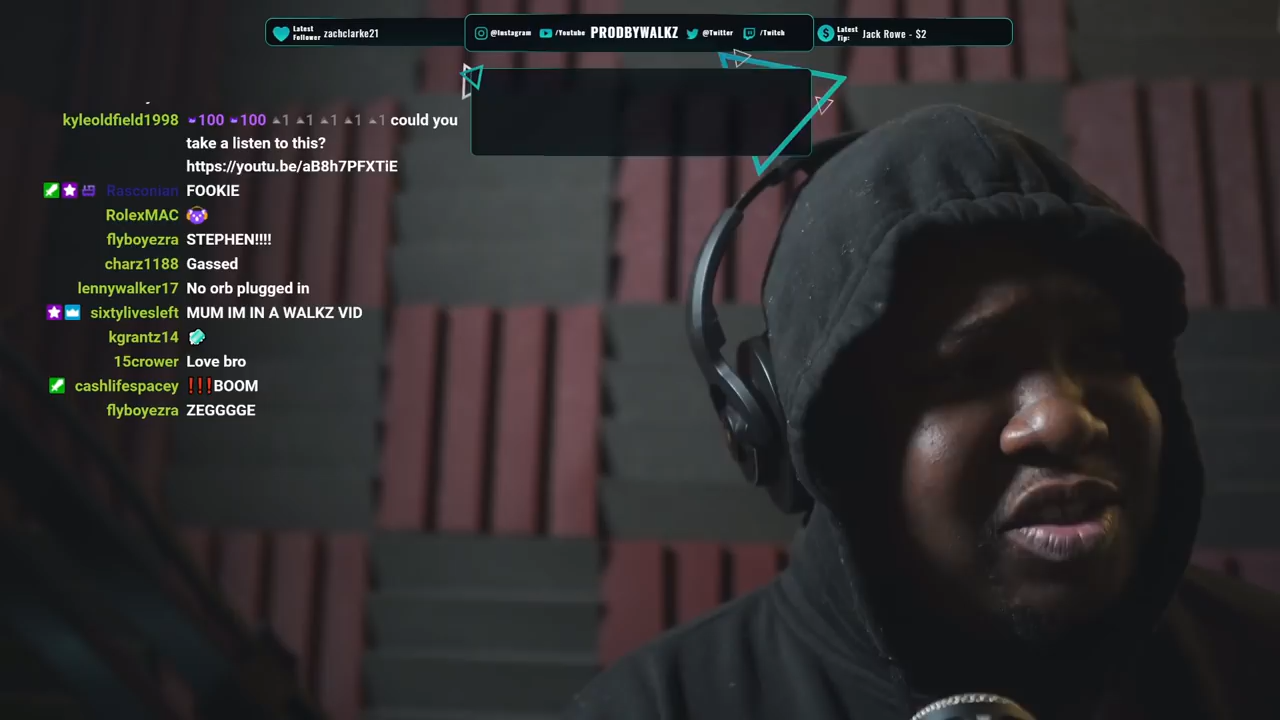 Latest
Follower zachclarke21
@Instagram /Youtube PRODBYWALKZ @Twitter /Twitch
Latest
Tip: Jack Rowe - $2
kyleoldfield1998 100 100 1 1 1 1 1 could you
take a listen to this?
https://youtu.be/aB8h7PFXTiE
Rasconian FOOKIE
RolexMAC
flyboyezra STEPHEN!!!!
charz1188 Gassed
lennywalker17 No orb plugged in
sixtylivesleft MUM IM IN A WALKZ VID
kgrantz14
15crower Love bro
cashlifespacey !!!BOOM
flyboyezra ZEGGGGE